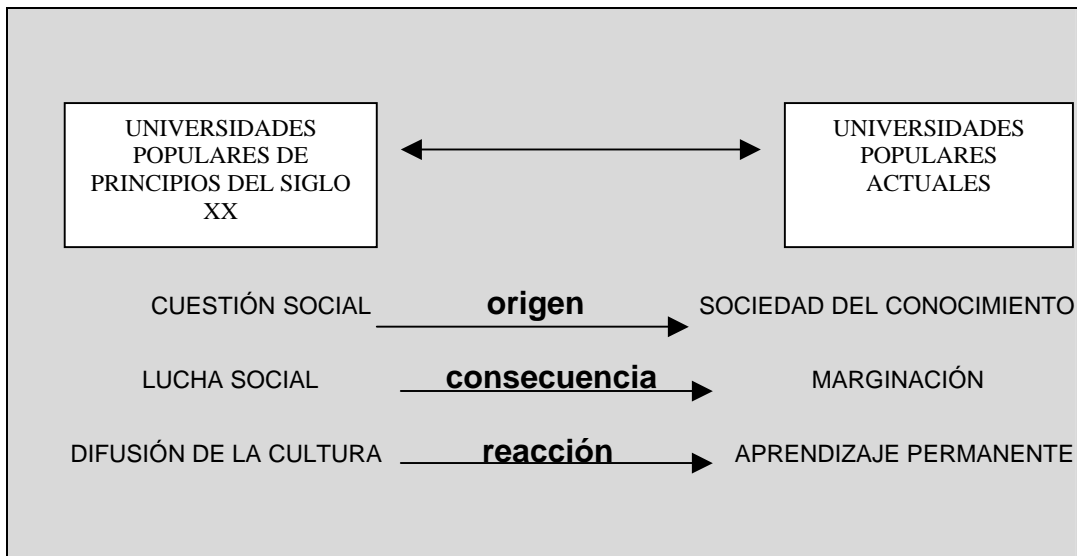 UNIVERSIDADES
POPULARES DE
PRINCIPIOS DEL SIGLO
XX
UNIVERSIDADES
POPULARES
ACTUALES
CUESTIÓN SOCIAL origen SOCIEDAD DEL CONOCIMIENTO
LUCHA SOCIAL consecuencia MARGINACIÓN
DIFUSIÓN DE LA CULTURA reacción APRENDIZAJE PERMANENTE